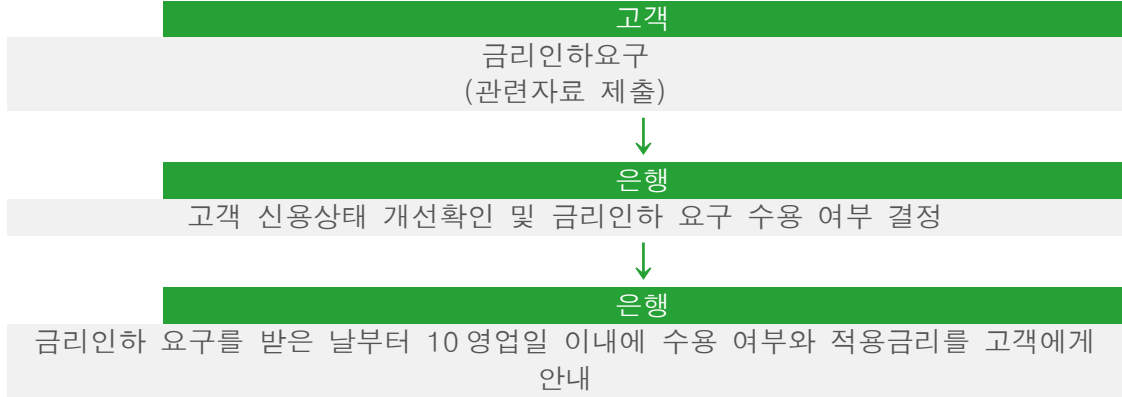 고객
금리인하요구
(관련자료 제출)
↓
은행
고객 신용상태 개선확인 및 금리인하 요구 수용 여부 결정
↓
은행
금리인하 요구를 받은 날부터 10영업일 이내에 수용 여부와 적용금리를 고객에게
안내